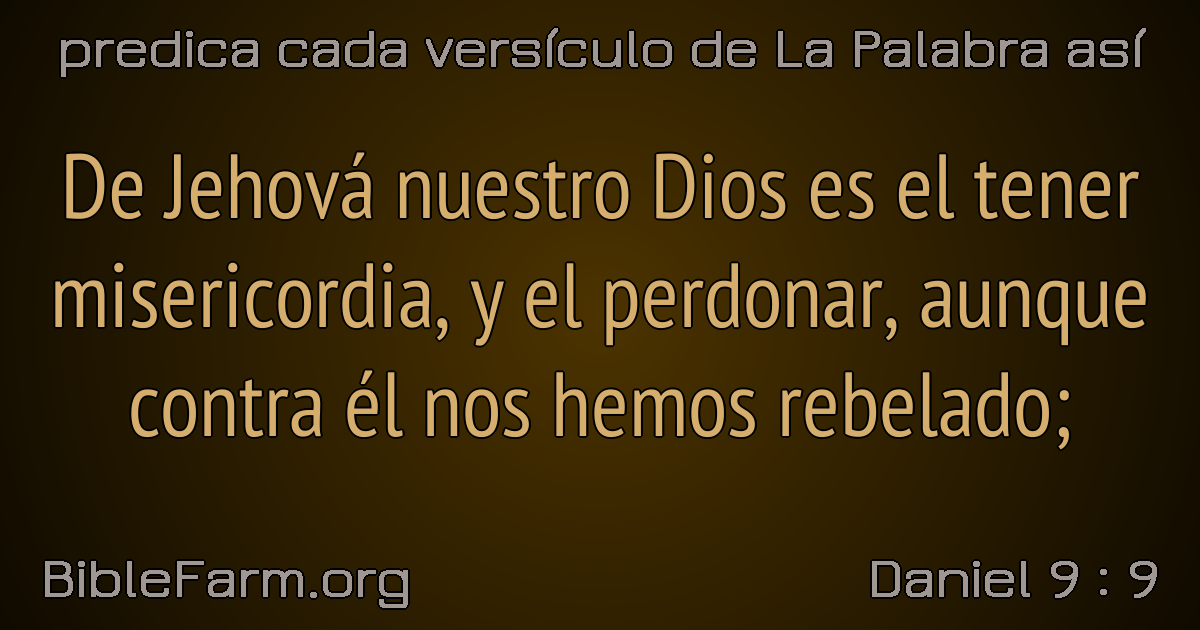 predica cada versículo de La Palabra así
De Jehová nuestro Dios es el tener
misericordia, y el perdonar, aunque
contra él nos hemos rebelado;
BibleFarm.org
Daniel 9 : 9